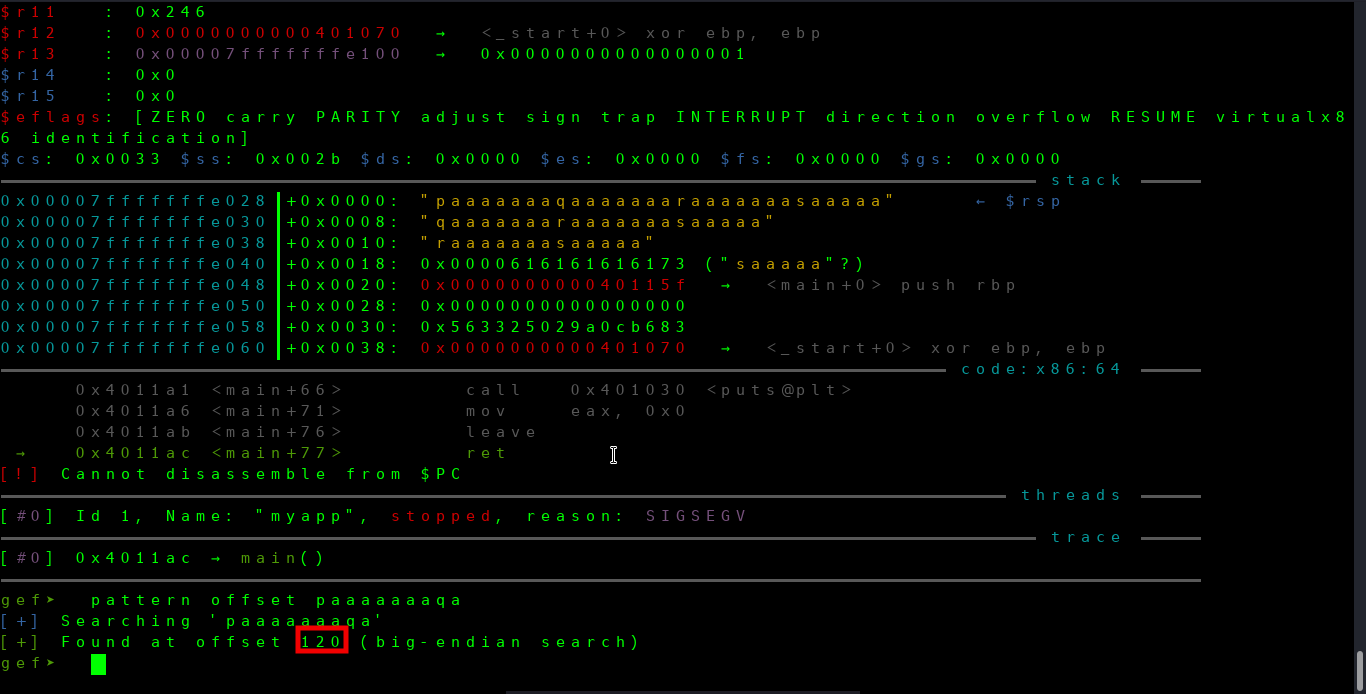 $r11   : 0x246
$r12   : 0x0000000000401070  →  <_start+0> xor ebp, ebp
$r13   : 0x00007fffffffe100  →  0x0000000000000001
$r14   : 0x0
$r15   : 0x0
$eflags: [ZERO carry PARITY adjust sign trap INTERRUPT direction overflow RESUME virtualx8
6 identification]
$cs: 0x0033 $ss: 0x002b $ds: 0x0000 $es: 0x0000 $fs: 0x0000 $gs: 0x0000
stack
0x00007fffffffe028│+0x0000: "paaaaaaaqaaaaaaaraaaaaaasaaaaa"     ← $rsp
0x00007fffffffe030│+0x0008: "qaaaaaaaraaaaaaasaaaaa"
0x00007fffffffe038│+0x0010: "raaaaaaasaaaaa"
0x00007fffffffe040│+0x0018: 0x0000616161616173 ("saaaaa"?)
0x00007fffffffe048│+0x0020: 0x000000000040115f  →  <main+0> push rbp
0x00007fffffffe050│+0x0028: 0x0000000000000000
0x00007fffffffe058│+0x0030: 0x563325029a0cb683
0x00007fffffffe060│+0x0038: 0x0000000000401070  →  <_start+0> xor ebp, ebp
code:x86:64
0x4011a1 <main+66>        call   0x401030 <puts@plt>
0x4011a6 <main+71>        mov    eax, 0x0
0x4011ab <main+76>        leave
→   0x4011ac <main+77>        ret
[!] Cannot disassemble from $PC
threads
[#0] Id 1, Name: "myapp", stopped, reason: SIGSEGV
trace
[#0] 0x4011ac → main()
gef➤  pattern offset paaaaaaaqa
[+] Searching 'paaaaaaaqa'
[+] Found at offset 120 (big-endian search)
gef➤